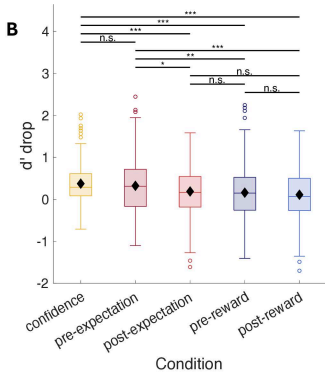 B
***
***
***
n.s.
***
**
*
n.s.
n.s.
n.s.
4
3
2
1
0
-1
-2
d' drop
confidence
pre-expectation
post-expectation
pre-reward
post-reward
Condition